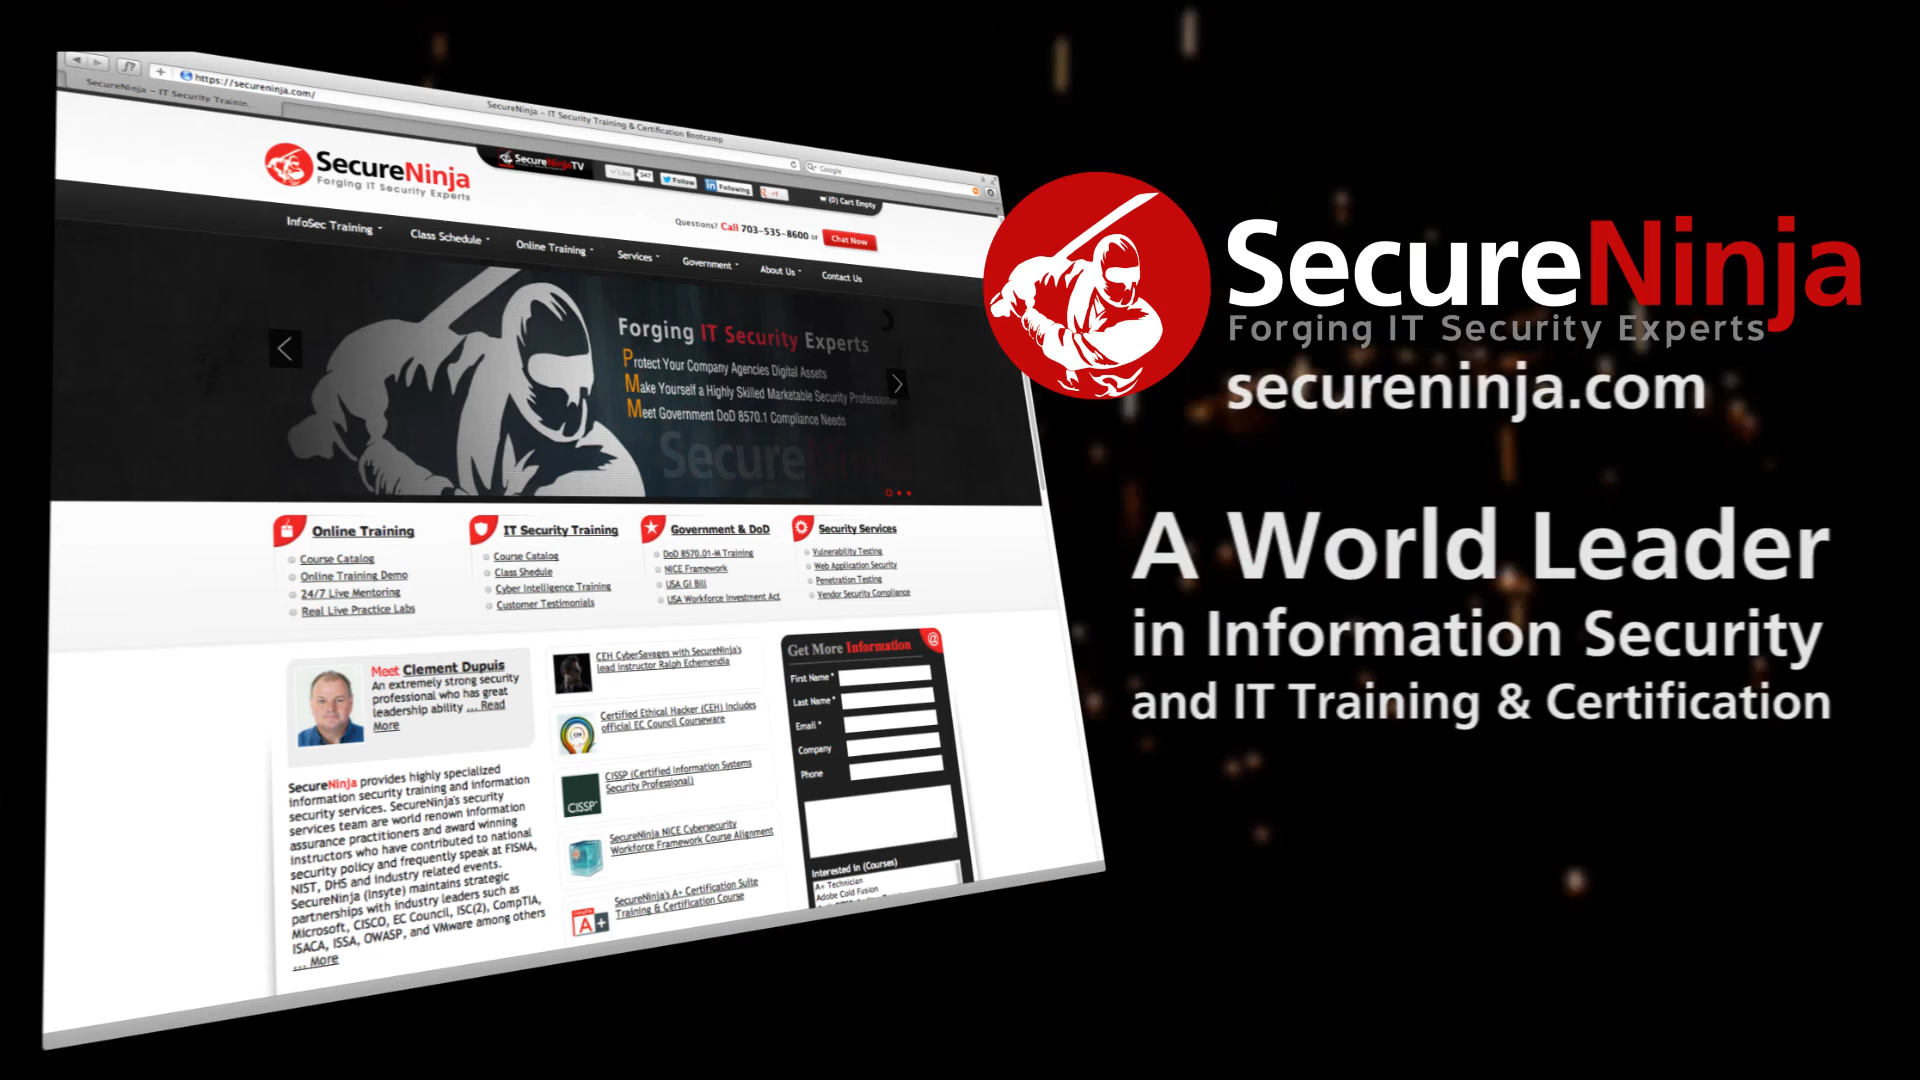 https://secureninja.com/
SecureNinja - IT Security Training & Certification Bootcamp
Google
SecureNinja - IT Security Trainin...
SecureNinja
Forging IT Security Experts
SecureNinjaTV
Like
347
Follow
Following
+1
(0) Cart Empty
Questions? Call 703-535-8600 or
Chat Now
InfoSec Training
Class Schedule
Online Training
Services
Government
About Us
Contact Us
Forging IT Security Experts
Protect Your Company Agencies Digital Assets
Make Yourself a Highly Skilled Marketable Security Professional
Meet Government DoD 8570.1 Compliance Needs
SecureNinja
Online Training
Course Catalog
Online Training Demo
24/7 Live Mentoring
Real Live Practice Labs
IT Security Training
Course Catalog
Class Shedule
Cyber Intelligence Training
Customer Testimonials
Government & DoD
DoD 8570.01-M Training
NICE Framework
USA GI Bill
USA Workforce Investment Act
Security Services
Vulnerability Testing
Web Application Security
Penetration Testing
Vendor Security Compliance
Meet Clement Dupuis
An extremely strong security
professional who has great
leadership ability ... Read
More
SecureNinja provides highly specialized
information security training and information
security services. SecureNinja's security
services team are world renown information
assurance practitioners and award winning
instructors who have contributed to national
security policy and frequently speak at FISMA,
NIST, DHS and industry related events.
SecureNinja (Insyte) maintains strategic
partnerships with industry leaders such as
Microsoft, CISCO, EC Council, ISC(2), CompTIA,
ISACA, ISSA, OWASP, and VMware among others
... More
CEH CyberSavages with SecureNinja's
lead instructor Ralph Echemendia
Certified Ethical Hacker (CEH) Includes
official EC Council Courseware
CISSP
CISSP (Certified Information Systems
Security Professional)
SecureNinja NICE Cybersecurity
Workforce Framework Course Alignment
A+
SecureNinja's A+ Certification Suite
Training & Certification Course
Get More Information
@
First Name *
Last Name *
Email *
Company
Phone
Interested in (Courses)
A+ Technician
Adobe Cold Fusion
SecureNinja
Forging IT Security Experts
secureninja.com
A World Leader
in Information Security
and IT Training & Certification